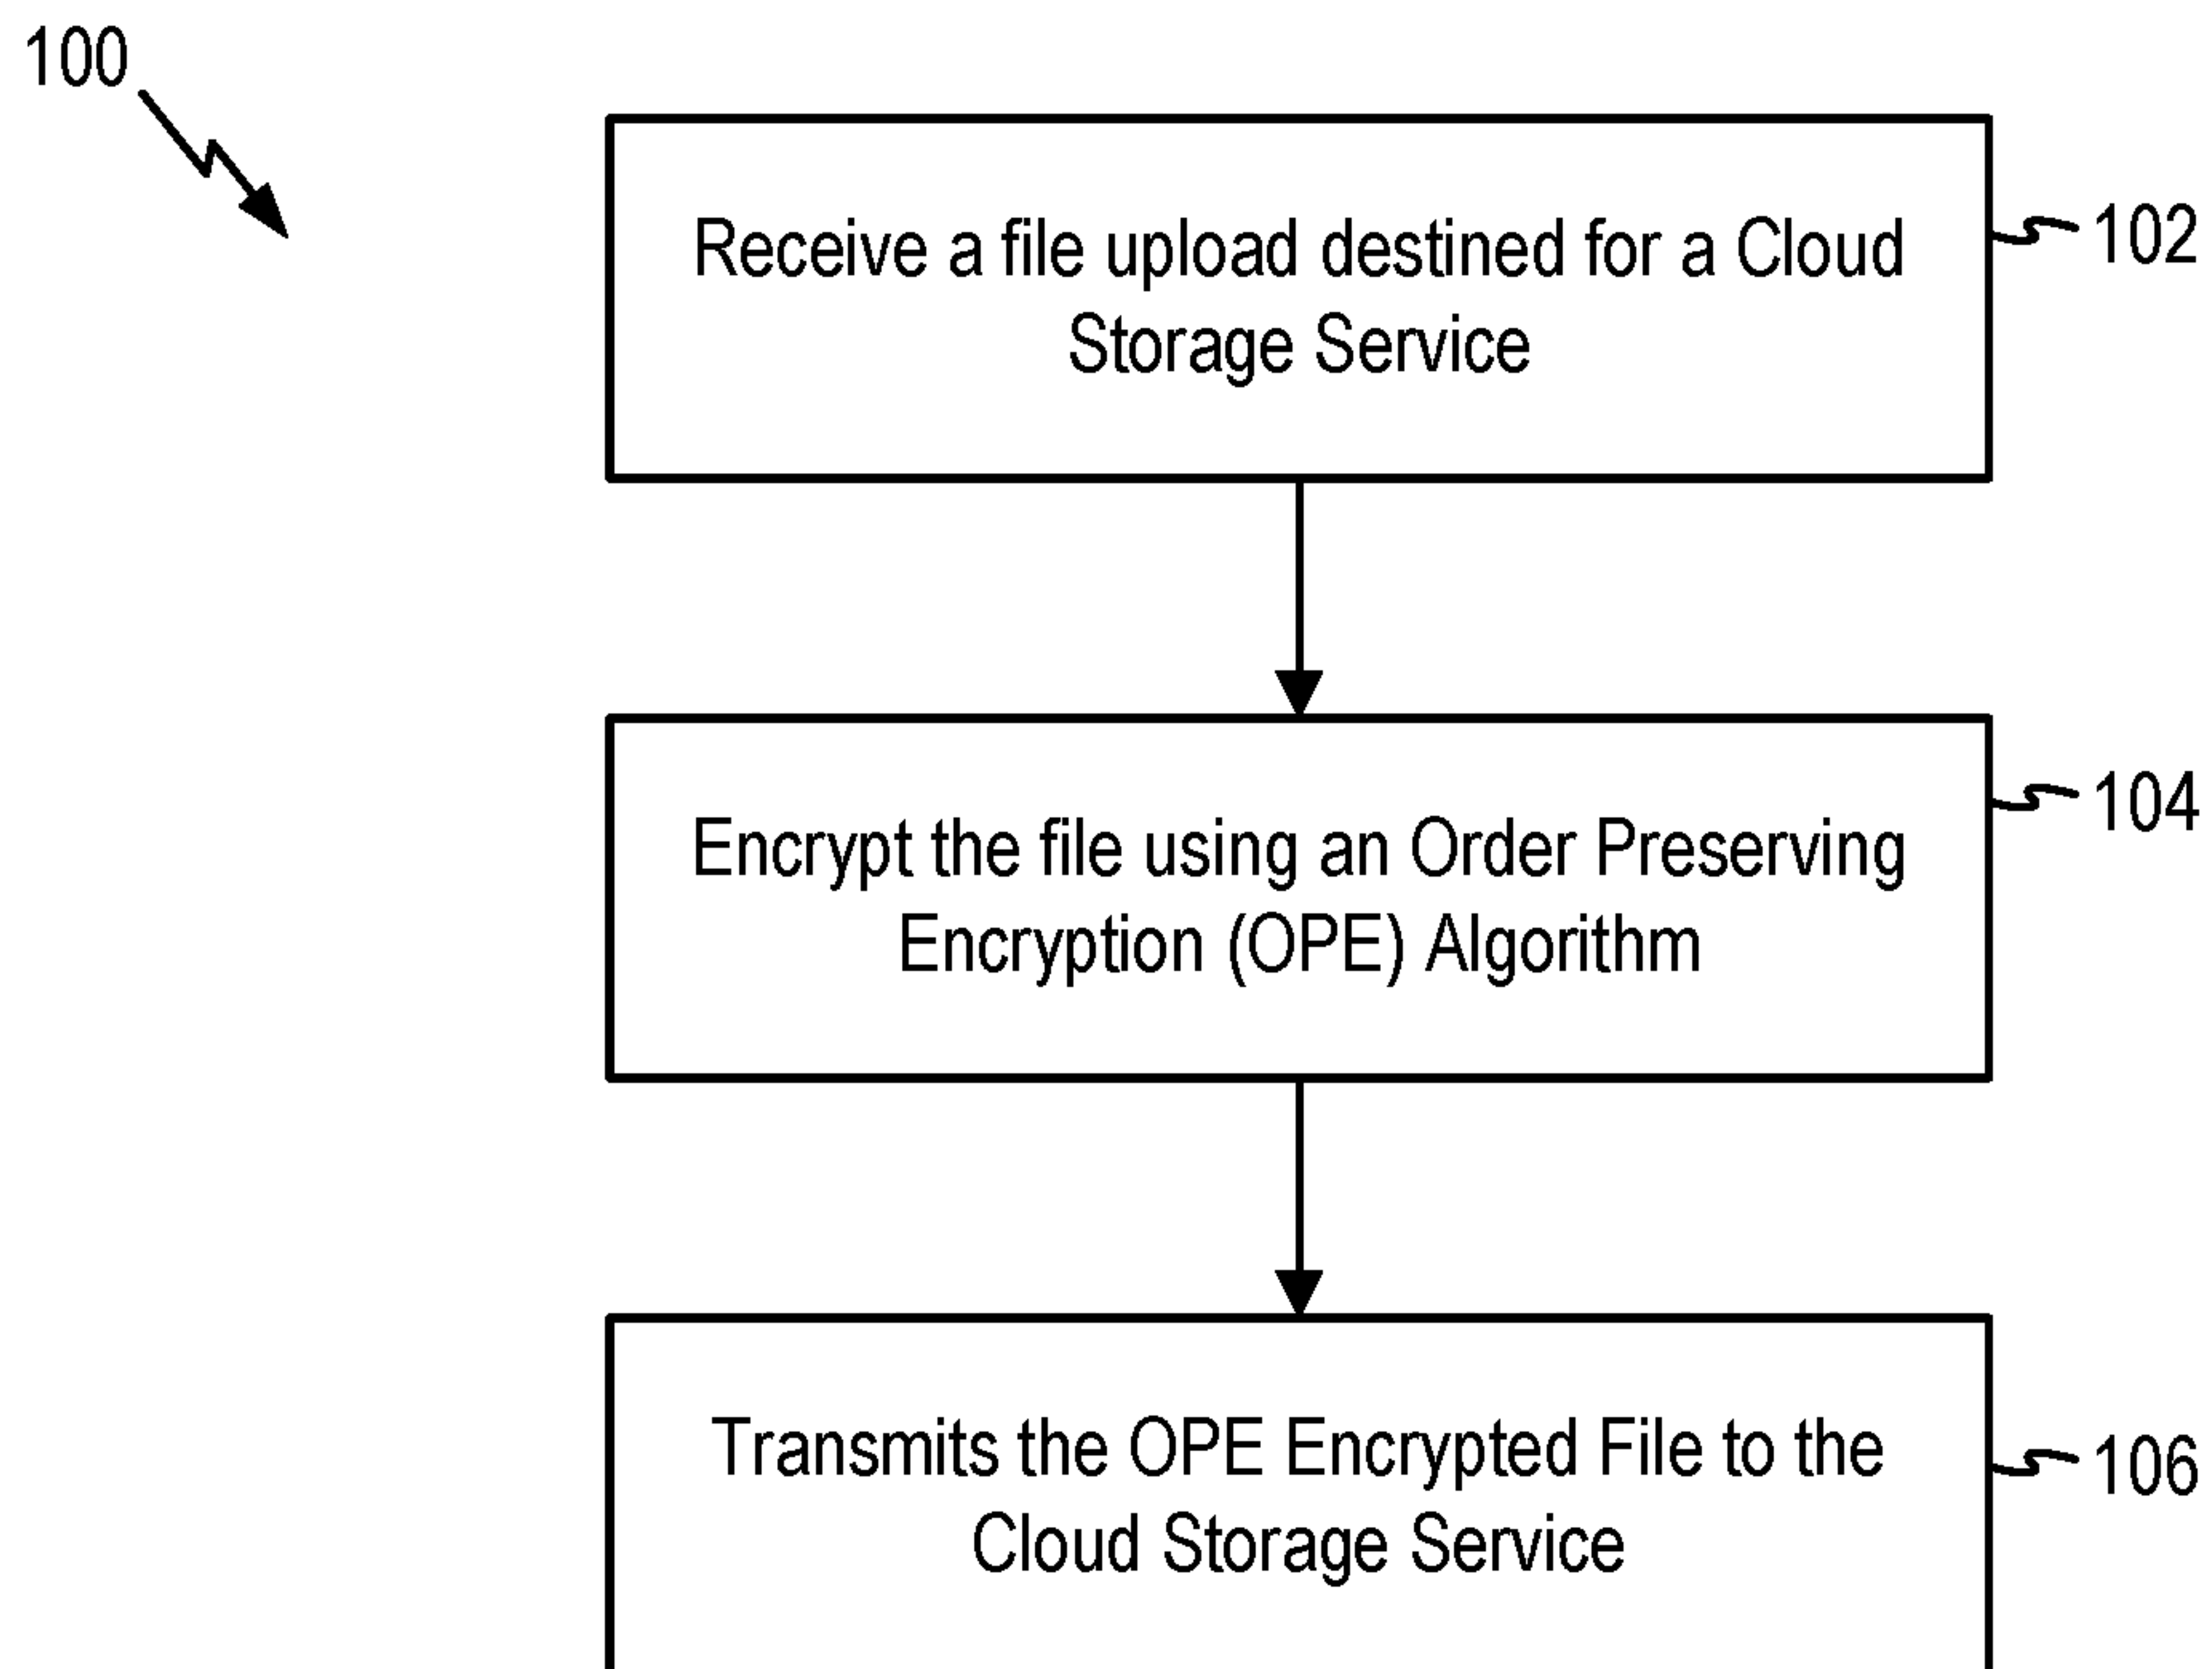 100
Receive a file upload destined for a Cloud
Storage Service
102
Encrypt the file using an Order Preserving
Encryption (OPE) Algorithm
104
Transmits the OPE Encrypted File to the
Cloud Storage Service
106